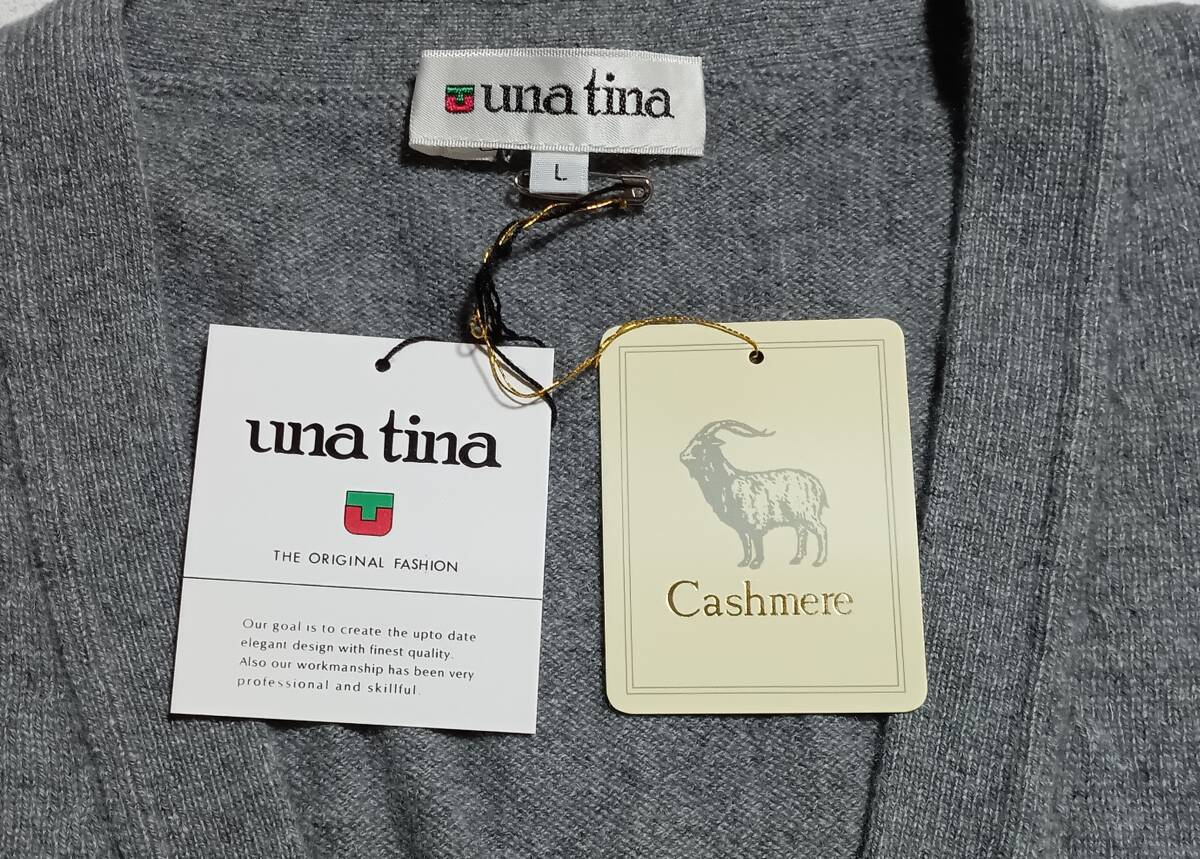 una tina
L
una tina
THE ORIGINAL FASHION
Our goal is to create the upto date
elegant design with finest quality.
Also our workmanship has been very
professional and skillful.
Cashmere